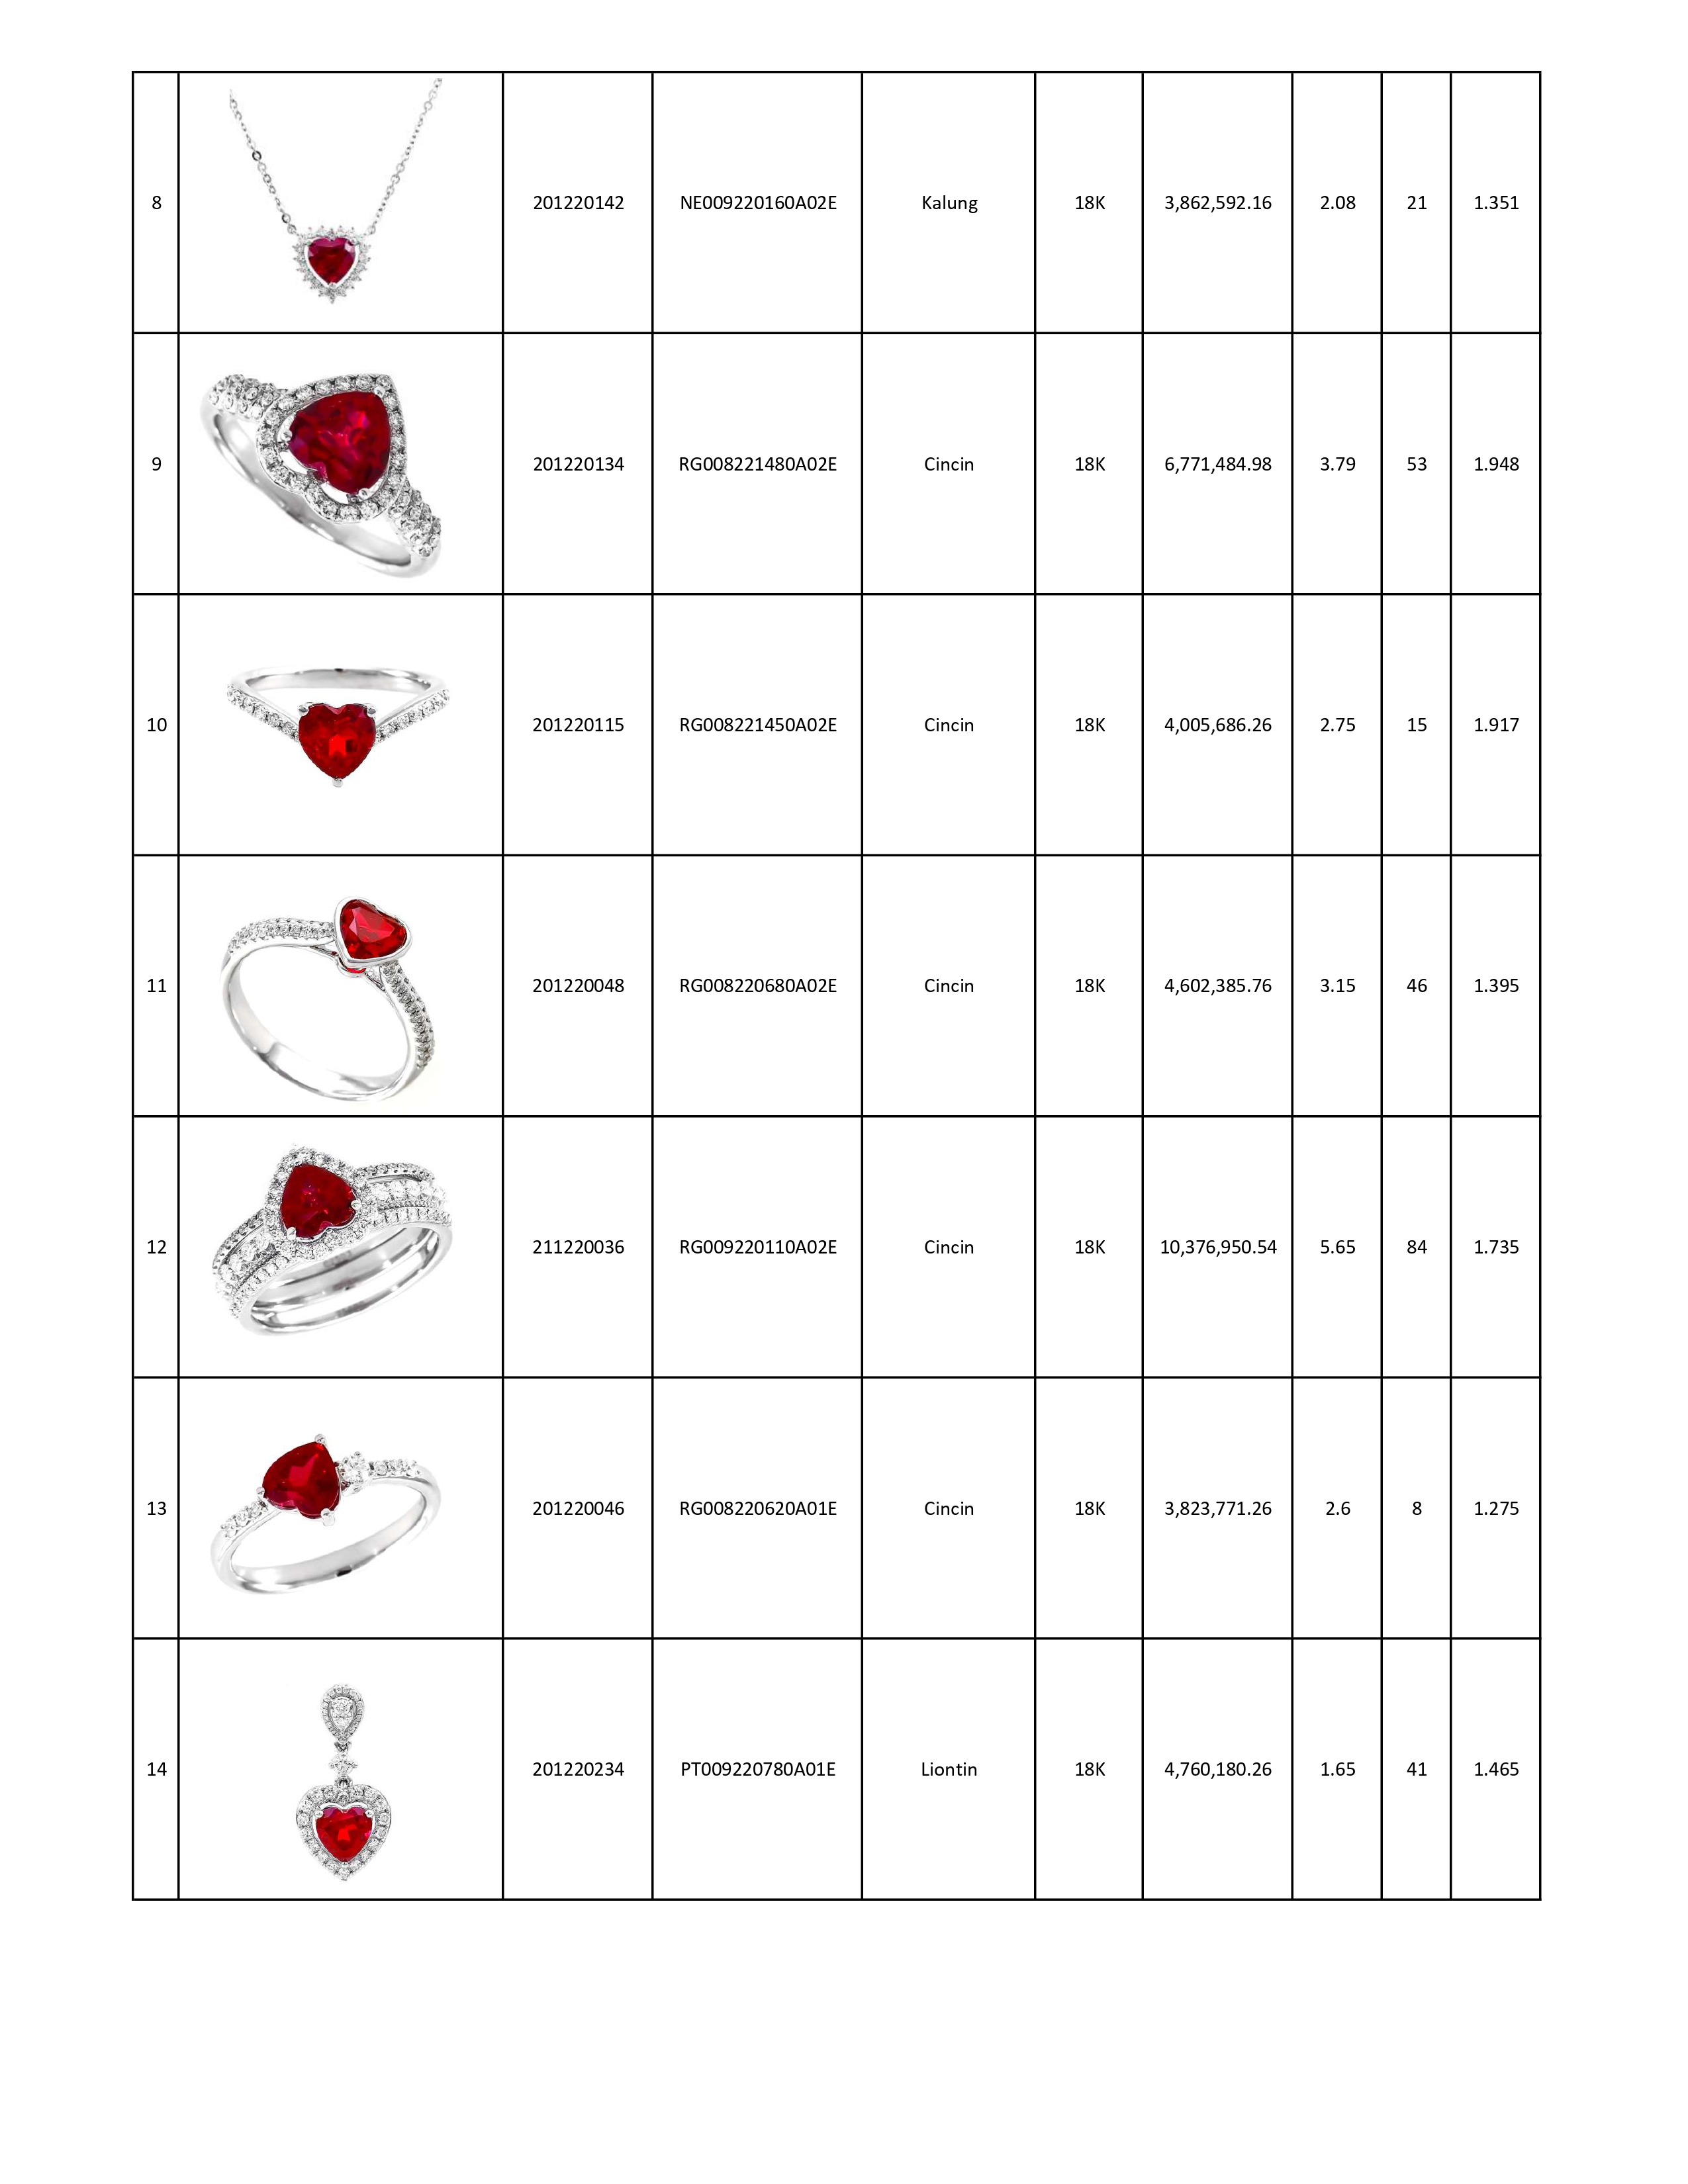 8 201220142 NE009220160A02E Kalung 18K 3,862,592.16 2.08 21 1.351
9 201220134 RG008221480A02E Cincin 18K 6,771,484.98 3.79 53 1.948
10 201220115 RG008221450A02E Cincin 18K 4,005,686.26 2.75 15 1.917
11 201220048 RG008220680A02E Cincin 18K 4,602,385.76 3.15 46 1.395
12 211220036 RG009220110A02E Cincin 18K 10,376,950.54 5.65 84 1.735
13 201220046 RG008220620A01E Cincin 18K 3,823,771.26 2.6 8 1.275
14 201220234 PT009220780A01E Liontin 18K 4,760,180.26 1.65 41 1.465